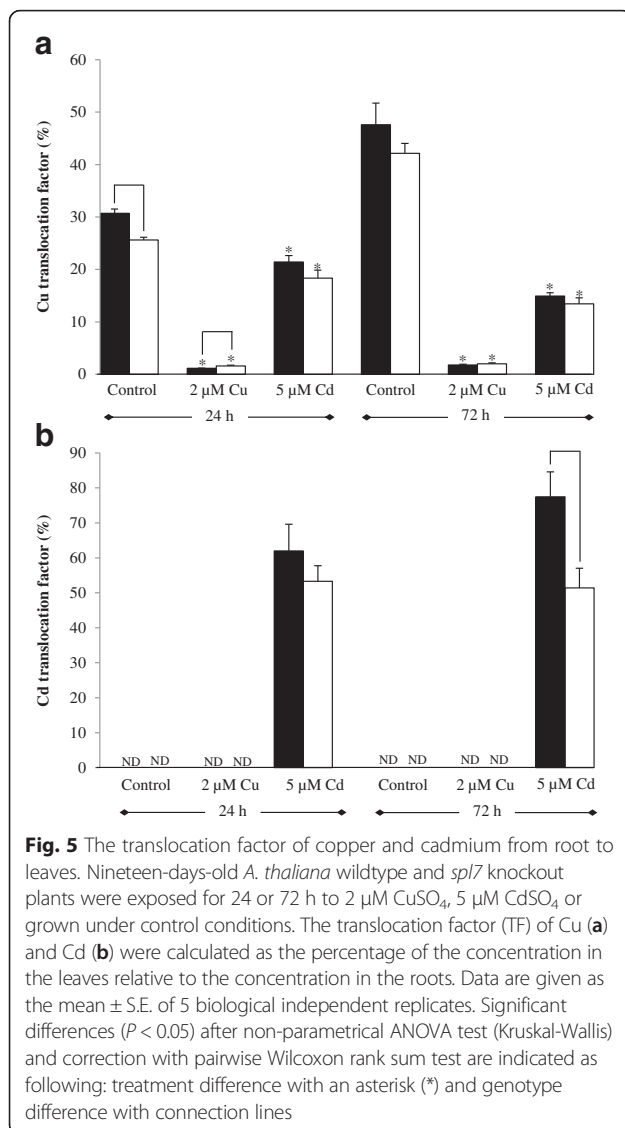 a
60
50
40
30
20
10
0
Cu translocation factor (%)
* *
* *
* *
* *
Control 2 µM Cu 5 µM Cd Control 2 µM Cu 5 µM Cd
24 h 72 h
b
90
80
70
60
50
40
30
20
10
0
Cd translocation factor (%)
ND ND ND ND ND ND ND ND
Control 2 µM Cu 5 µM Cd Control 2 µM Cu 5 µM Cd
24 h 72 h
Fig. 5 The translocation factor of copper and cadmium from root to
leaves. Nineteen-days-old A. thaliana wildtype and spl7 knockout
plants were exposed for 24 or 72 h to 2 µM CuSO₄, 5 µM CdSO₄ or
grown under control conditions. The translocation factor (TF) of Cu (a)
and Cd (b) were calculated as the percentage of the concentration in
the leaves relative to the concentration in the roots. Data are given as
the mean ± S.E. of 5 biological independent replicates. Significant
differences (P < 0.05) after non-parametrical ANOVA test (Kruskal-Wallis)
and correction with pairwise Wilcoxon rank sum test are indicated as
following: treatment difference with an asterisk (*) and genotype
difference with connection lines